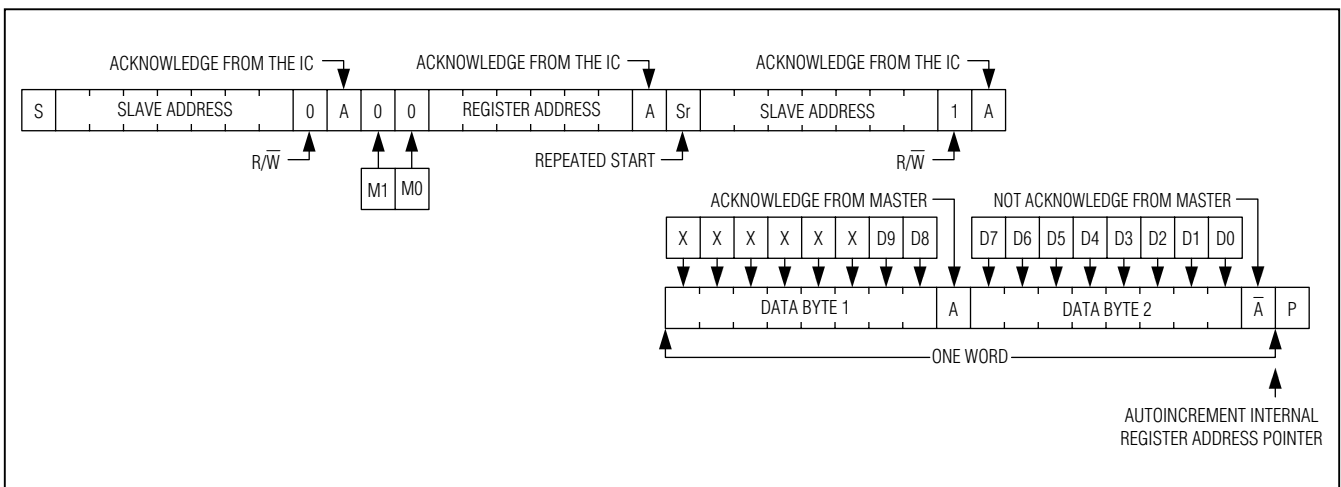 ACKNOWLEDGE FROM THE IC ACKNOWLEDGE FROM THE IC ACKNOWLEDGE FROM THE IC
S SLAVE ADDRESS 0 A 0 0 REGISTER ADDRESS A Sr SLAVE ADDRESS 1 A
R/W̅ REPEATED START R/W̅
M1 M0
ACKNOWLEDGE FROM MASTER NOT ACKNOWLEDGE FROM MASTER
X X X X X X D9 D8 D7 D6 D5 D4 D3 D2 D1 D0
DATA BYTE 1 A DATA BYTE 2 A̅ P
ONE WORD
AUTOINCREMENT INTERNAL
REGISTER ADDRESS POINTER